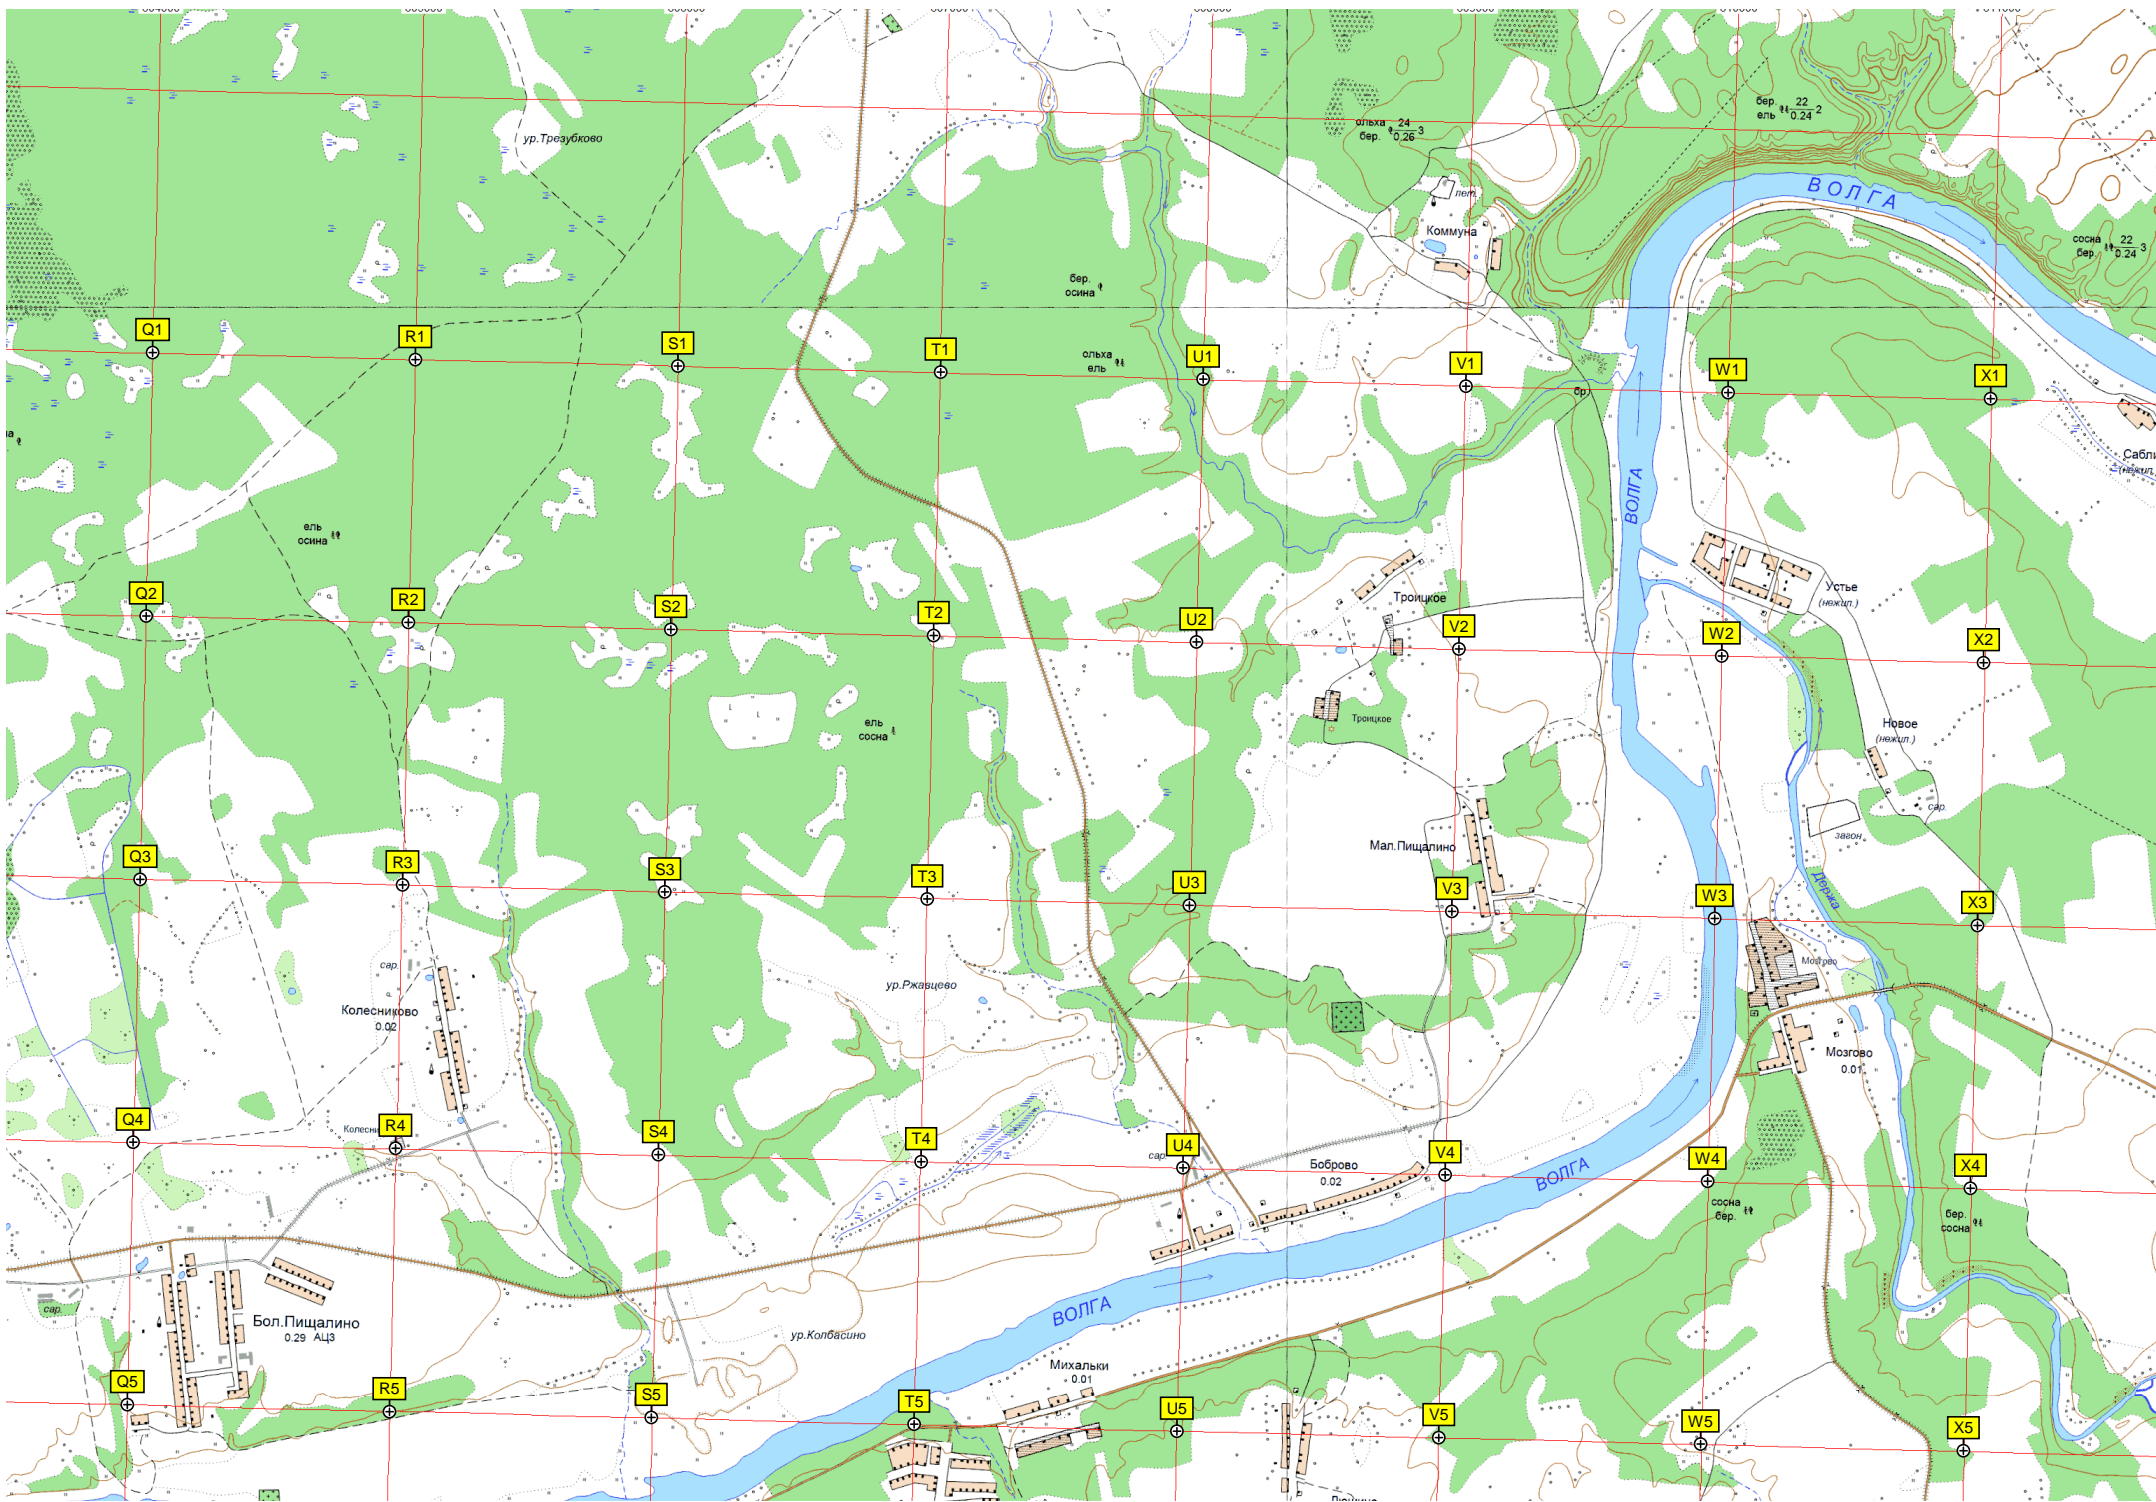 ур.Трезубково
ольха 24
бер. 0.26 3
бер. 22
ель 0.24 2
ВОЛГА
лет.
Коммуна
сосна 22
бер. 0.24 3
бер.
осина
Q1
R1
S1
T1
ольха
ель
U1
V1
W1
X1
бр.
ВОЛГА
ель
осина
Устье
(нежил.)
Троицкое
Q2
R2
S2
T2
U2
V2
W2
X2
ель
сосна
Троицкое
Новое
(нежил.)
сар.
загон
Мал.Пищалино
Q3
R3
S3
T3
U3
V3
W3
X3
Держа
сар.
ур.Ржавцево
Мозгово
Колесниково
0.02
Мозгово
0.01
Q4
R4
S4
T4
U4
V4
W4
X4
сар.
Боброво
0.02
ВОЛГА
сосна
бер.
бер.
сосна
сар.
Бол.Пищалино
0.29 АЦЗ
ВОЛГА
ур.Колбасино
Михальки
0.01
Q5
R5
S5
T5
U5
V5
W5
X5